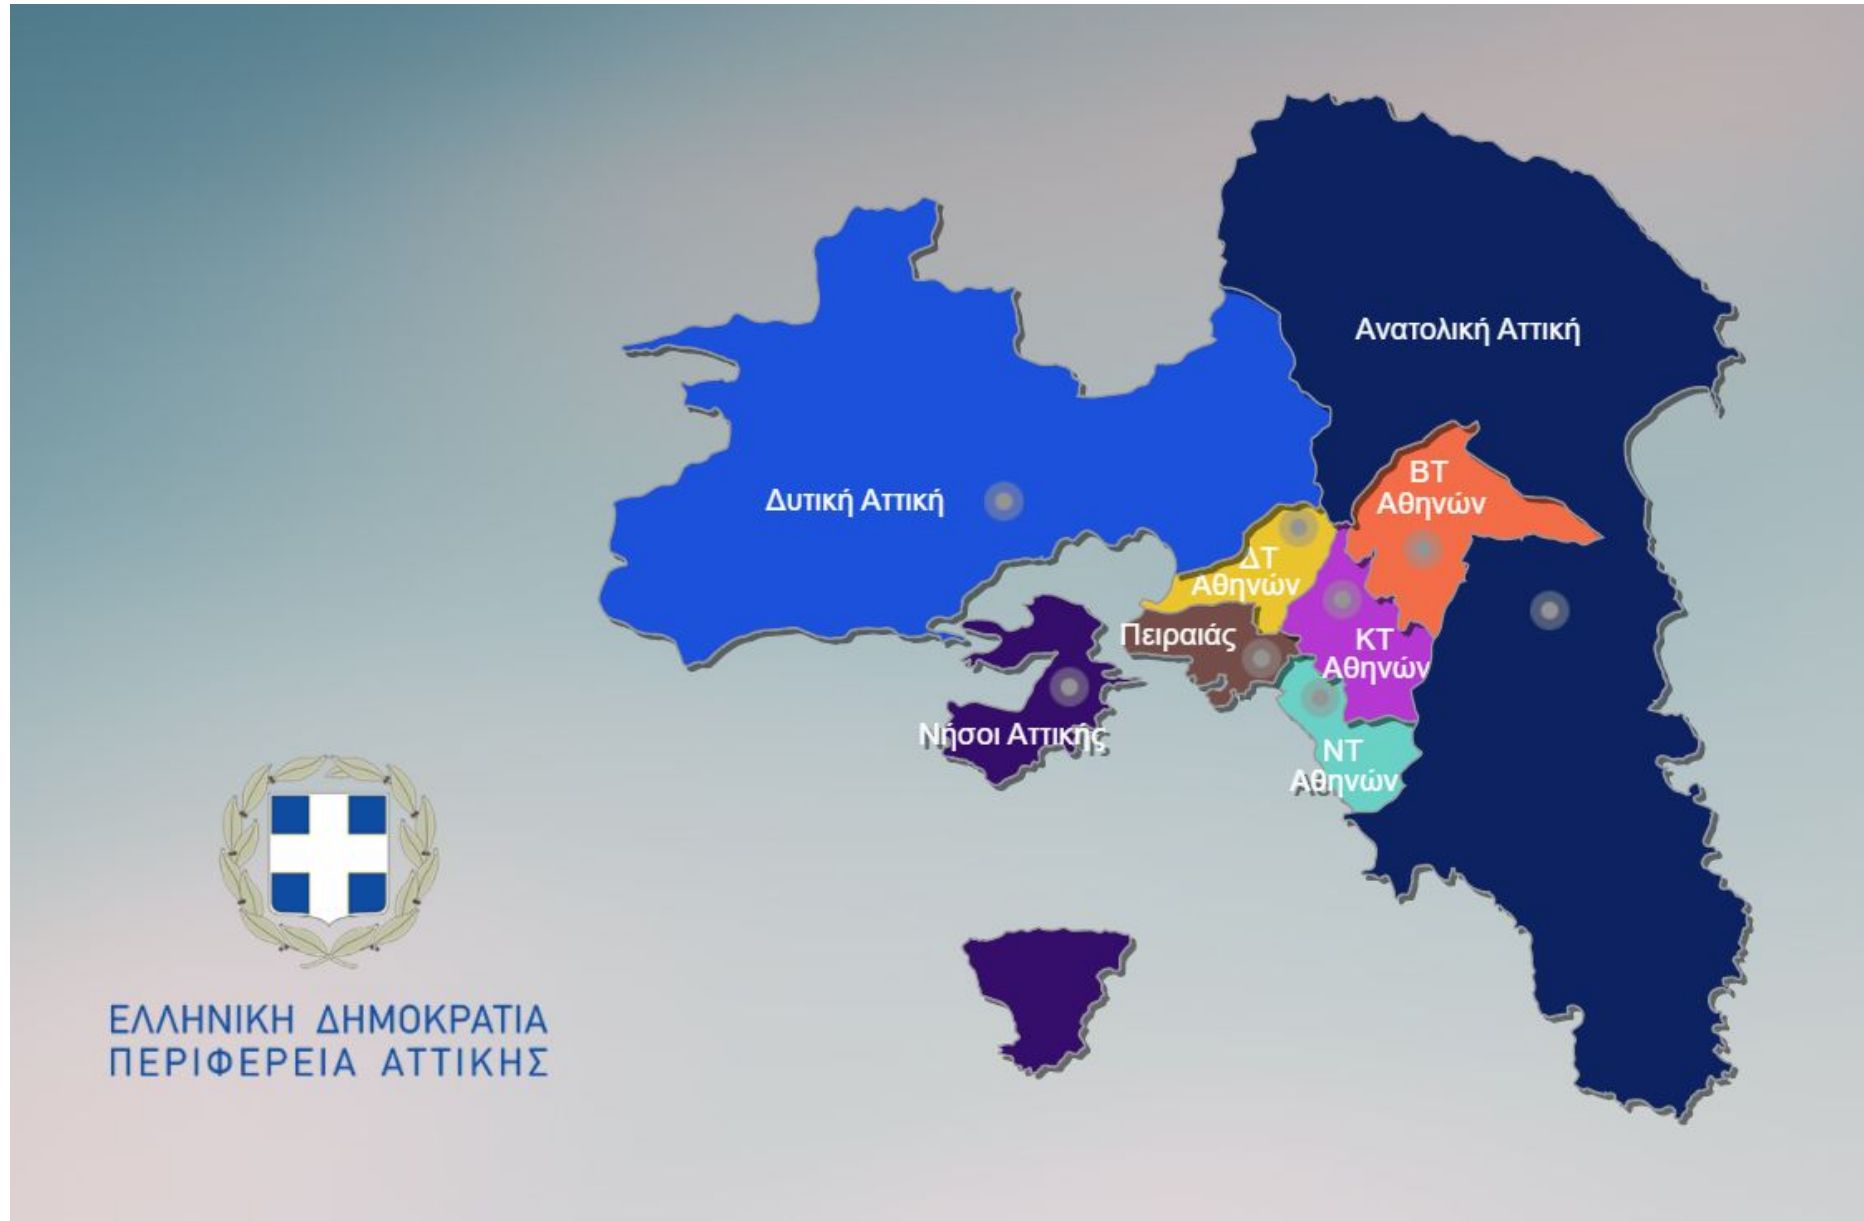 Ανατολική Αττική
ΒΤ
Αθηνών
Δυτική Αττική
ΔΤ
Αθηνών
Πειραιάς
ΚΤ
Αθηνών
Νήσοι Αττικής
ΝΤ
Αθηνών
ΕΛΛΗΝΙΚΗ ΔΗΜΟΚΡΑΤΙΑ
ΠΕΡΙΦΕΡΕΙΑ ΑΤΤΙΚΗΣ